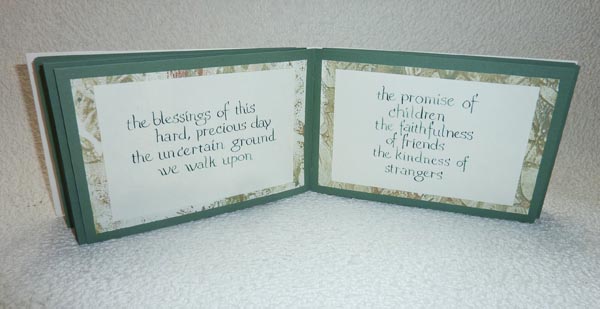 the blessings of this
hard, precious day
the uncertain ground
we walk upon
the promise of
children
the faithfulness
of friends
the kindness of
strangers